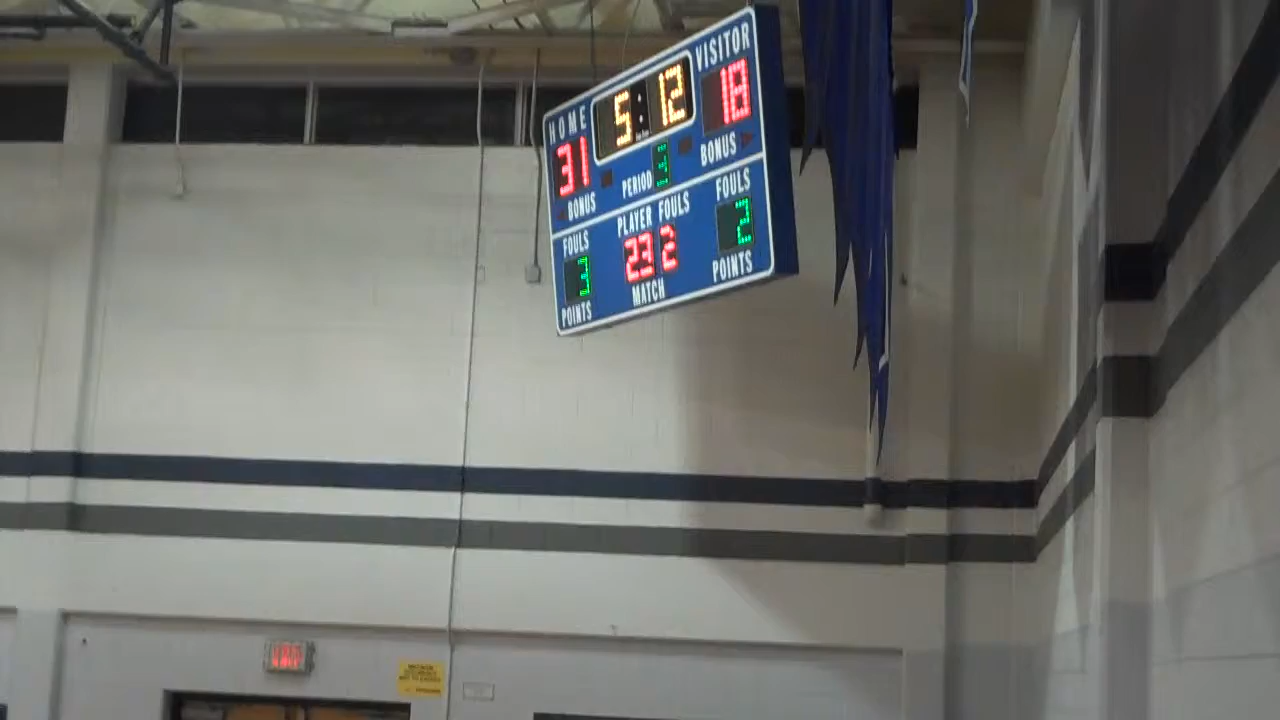 HOME 5:12 VISITOR
31 18
BONUS PERIOD 3 BONUS
FOULS PLAYER FOULS FOULS
3 23 2 2
POINTS MATCH POINTS